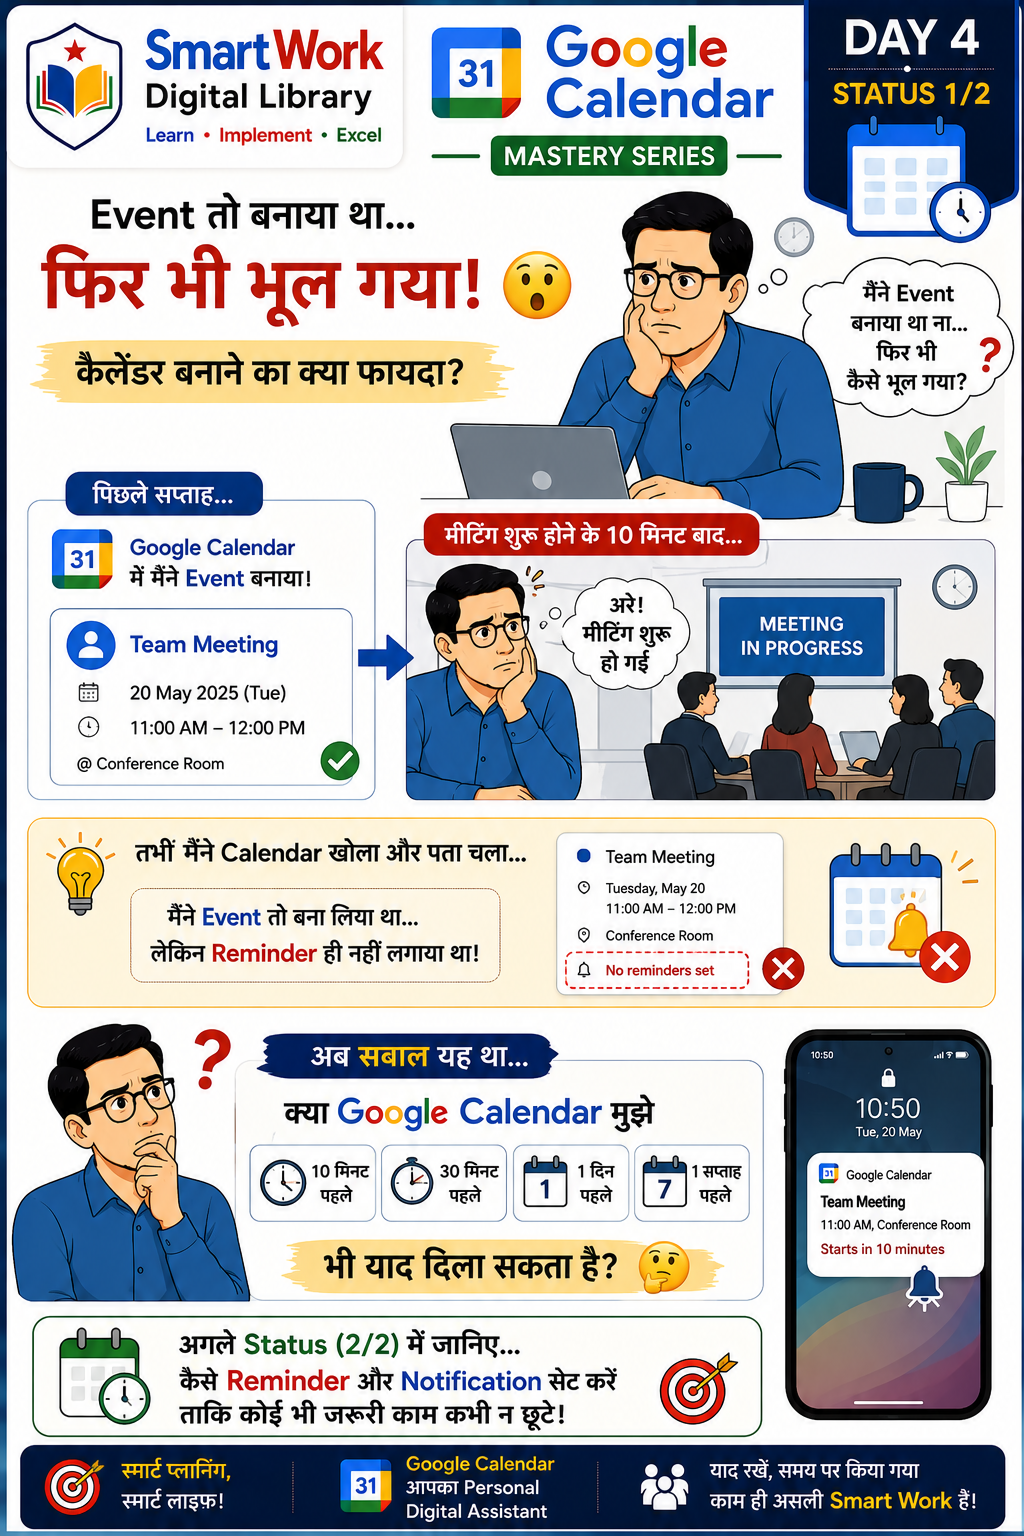 SmartWork
Digital Library
Learn • Implement • Excel
31
Google
Calendar
MASTERY SERIES
DAY 4
STATUS 1/2
Event तो बनाया था...
फिर भी भूल गया!
कैलेंडर बनाने का क्या फायदा?
मैंने Event
बनाया था ना...
फिर भी
कैसे भूल गया?
?
पिछले सप्ताह...
31
Google Calendar
में मैंने Event बनाया!
Team Meeting
20 May 2025 (Tue)
11:00 AM – 12:00 PM
@ Conference Room
मीटिंग शुरू होने के 10 मिनट बाद...
अरे!
मीटिंग शुरू
हो गई
MEETING
IN PROGRESS
तभी मैंने Calendar खोला और पता चला...
मैंने Event तो बना लिया था...
लेकिन Reminder ही नहीं लगाया था!
Team Meeting
Tuesday, May 20
11:00 AM – 12:00 PM
Conference Room
No reminders set
?
अब सबाल यह था...
क्या Google Calendar मुझे
10 मिनट
पहले
30 मिनट
पहले
1
1 दिन
पहले
7
1 सप्ताह
पहले
भी याद दिला सकता है?
10:50
10:50
Tue, 20 May
31
Google Calendar
Team Meeting
11:00 AM, Conference Room
Starts in 10 minutes
अगले Status (2/2) में जानिए...
कैसे Reminder और Notification सेट करें
ताकि कोई भी जरूरी काम कभी न छूटे!
स्मार्ट प्लानिंग,
स्मार्ट लाइफ़!
31
Google Calendar
आपका Personal
Digital Assistant
याद रखें, समय पर किया गया
काम ही असली Smart Work हैं!